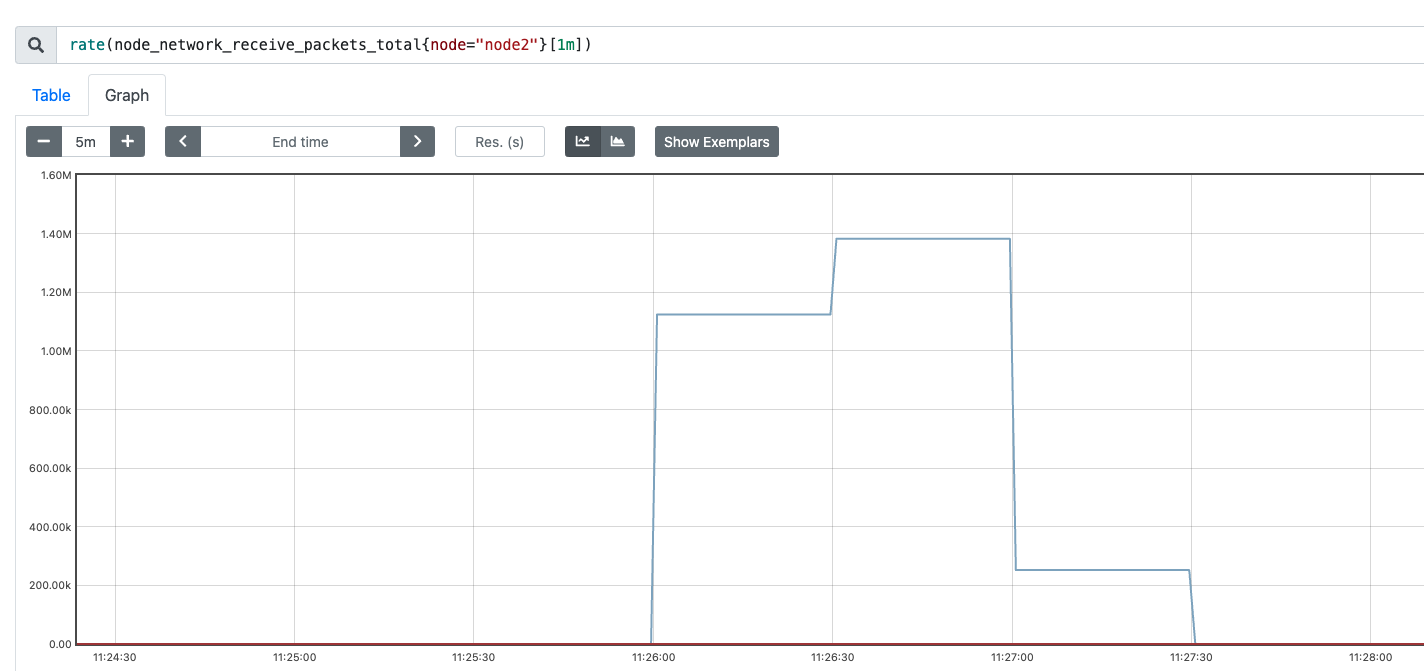 rate(node_network_receive_packets_total{node="node2"}[1m])
Table Graph
5m End time Res. (s) Show Exemplars
1.60M
1.40M
1.20M
1.00M
800.00k
600.00k
400.00k
200.00k
0.00
11:24:30 11:25:00 11:25:30 11:26:00 11:26:30 11:27:00 11:27:30 11:28:00